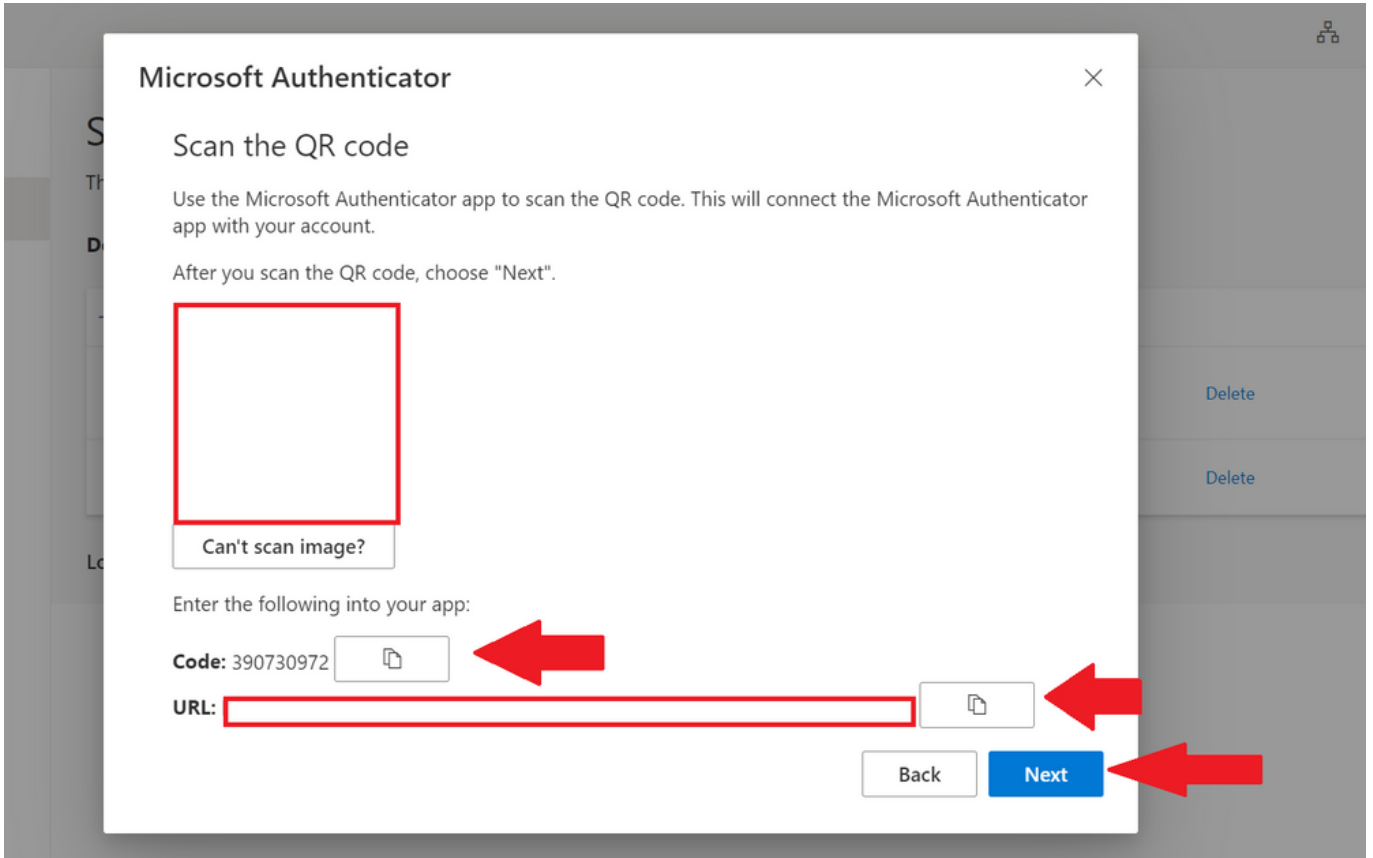 Microsoft Authenticator
Scan the QR code
Use the Microsoft Authenticator app to scan the QR code. This will connect the Microsoft Authenticator
app with your account.
After you scan the QR code, choose "Next".
Delete
Delete
Can't scan image?
Enter the following into your app:
Code: 390730972
URL:
Back
Next